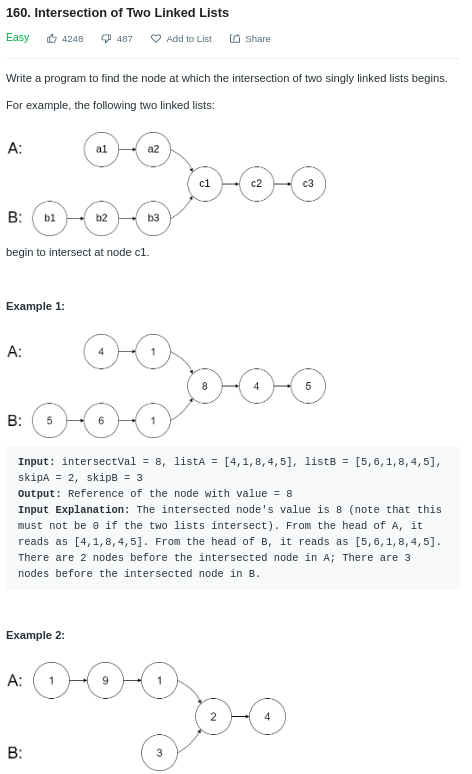 160. Intersection of Two Linked Lists
Easy 4248 487 Add to List Share
Write a program to find the node at which the intersection of two singly linked lists begins.
For example, the following two linked lists:
A: a1 a2
c1 c2 c3
B: b1 b2 b3
begin to intersect at node c1.
Example 1:
A: 4 1
8 4 5
B: 5 6 1
Input: intersectVal = 8, listA = [4,1,8,4,5], listB = [5,6,1,8,4,5],
skipA = 2, skipB = 3
Output: Reference of the node with value = 8
Input Explanation: The intersected node's value is 8 (note that this
must not be 0 if the two lists intersect). From the head of A, it
reads as [4,1,8,4,5]. From the head of B, it reads as [5,6,1,8,4,5].
There are 2 nodes before the intersected node in A; There are 3
nodes before the intersected node in B.
Example 2:
A: 1 9 1
2 4
B: 3